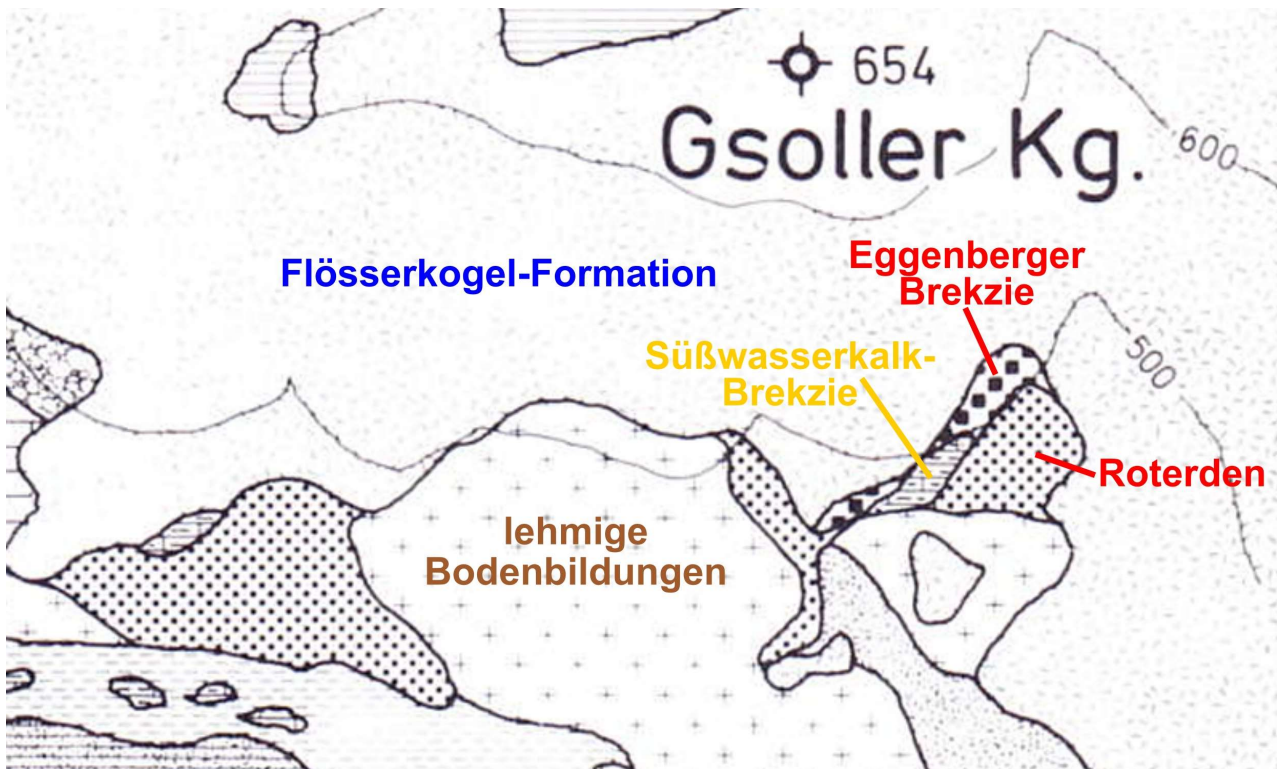 654
Gsoller Kg.
600
Eggenberger
Brekzie
Flösserkogel-Formation
500
Süßwasserkalk-
Brekzie
Roterden
lehmige
Bodenbildungen